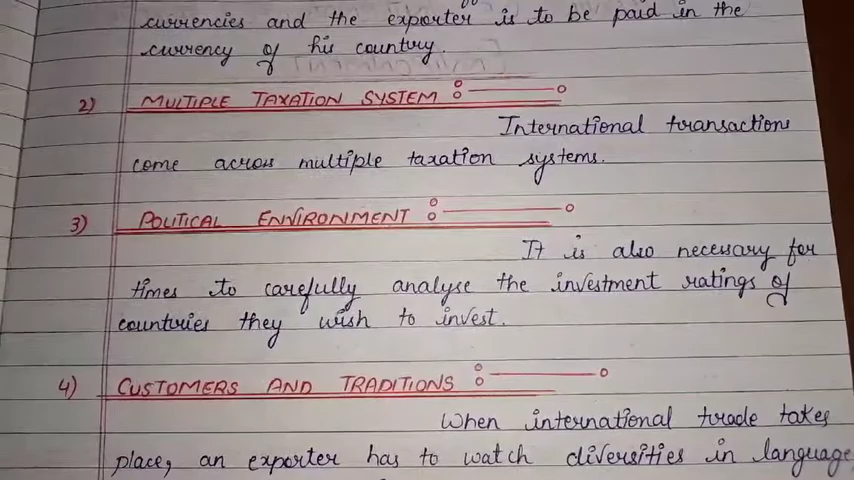 currencies and the exporter is to be paid in the
currency of his country.
2) MULTIPLE TAXATION SYSTEM :
International transactions
come across multiple taxation systems.
3) POLITICAL ENVIRONMENT :
It is also necessary for
times to carefully analyse the investment ratings of
countries they wish to invest.
4) CUSTOMERS AND TRADITIONS :
When international trade takes
place, an exporter has to watch diversities in language